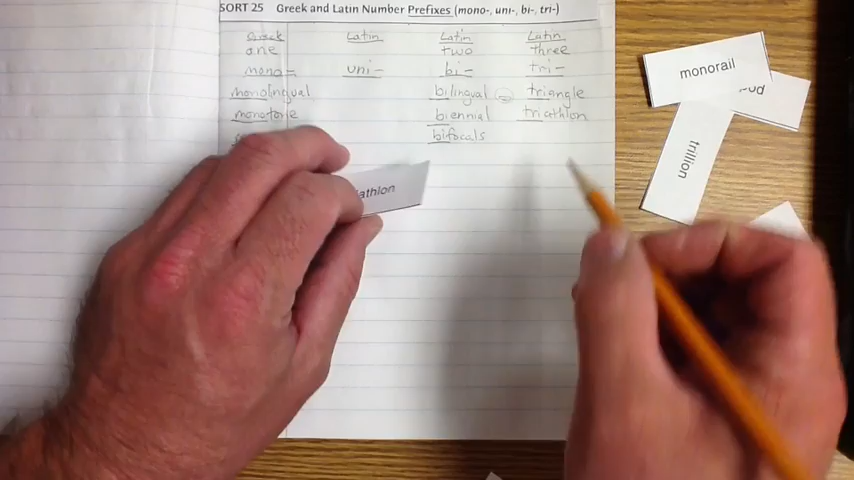 SORT 25 Greek and Latin Number Prefixes (mono-, uni-, bi-, tri-)
Greek Latin Latin Latin
one two three
mono- uni- bi- tri-
monolingual bilingual triangle
monotone biennial triathlon
bifocals
athlon
monorail
trillion